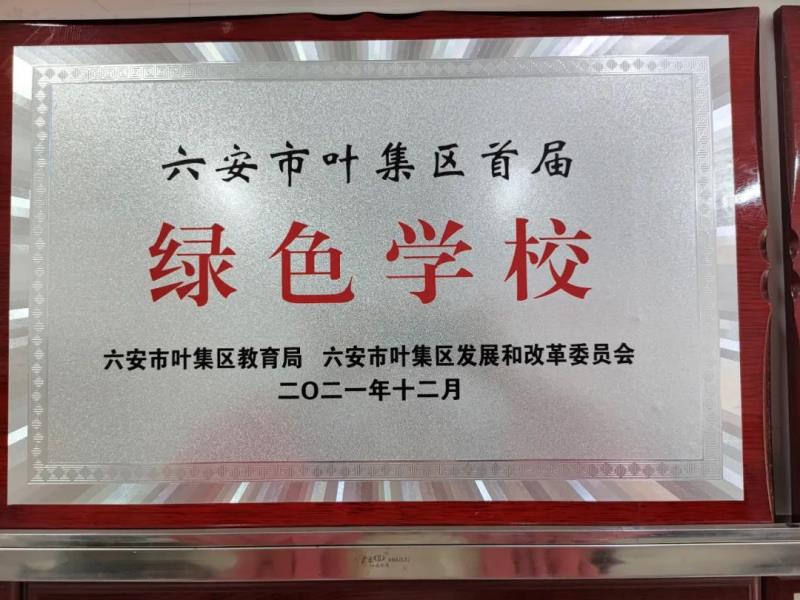 六安市叶集区首届
绿色学校
六安市叶集区教育局 六安市叶集区发展和改革委员会
二〇二一年十二月